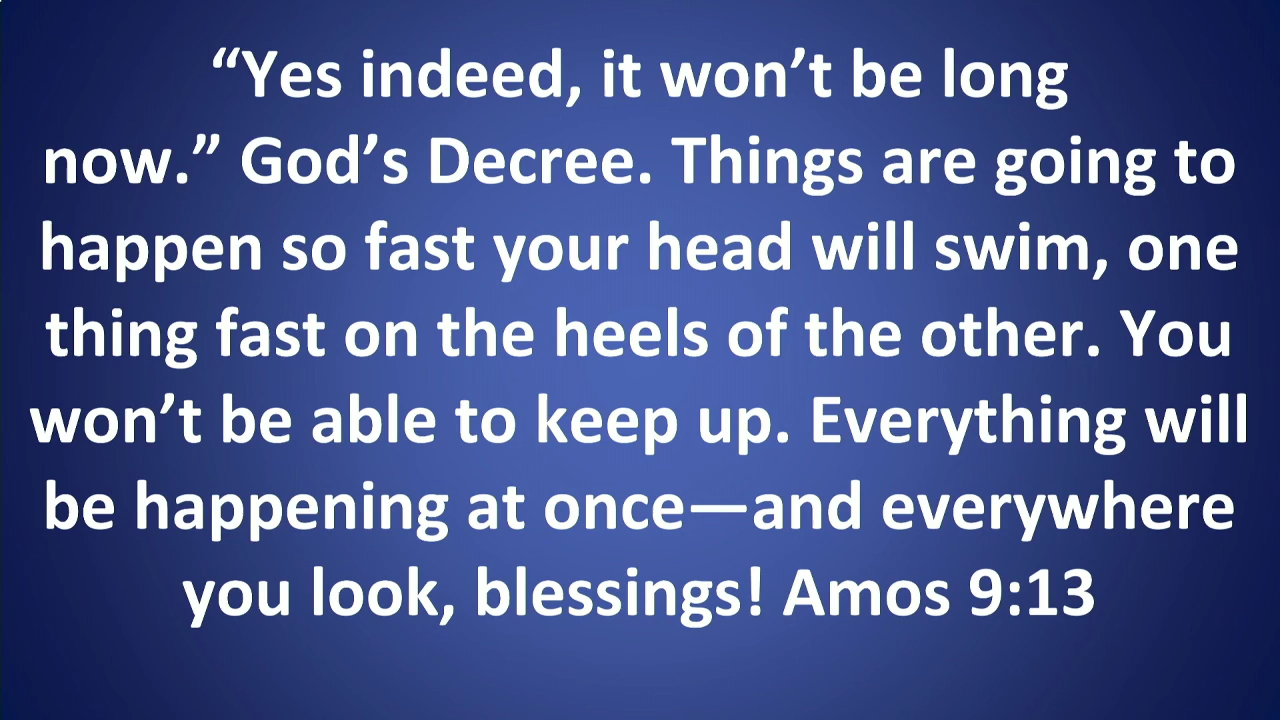 “Yes indeed, it won’t be long
now.” God’s Decree. Things are going to
happen so fast your head will swim, one
thing fast on the heels of the other. You
won’t be able to keep up. Everything will
be happening at once—and everywhere
you look, blessings! Amos 9:13